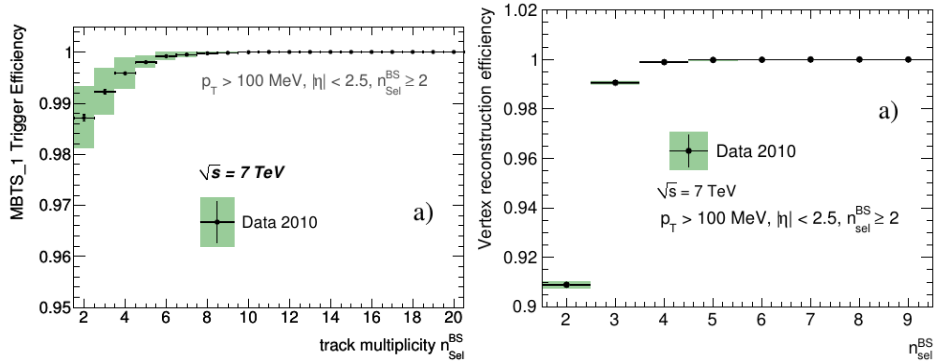 MBTS_1 Trigger Efficiency
1
0.99
0.98
0.97
0.96
0.95
p_T > 100 MeV, |η| < 2.5, n_Sel^BS ≥ 2
√s = 7 TeV
Data 2010
a)
2 4 6 8 10 12 14 16 18 20
track multiplicity n_Sel^BS
Vertex reconstruction efficiency
1.02
1
0.98
0.96
0.94
0.92
0.9
a)
Data 2010
√s = 7 TeV
p_T > 100 MeV, |η| < 2.5, n_sel^BS ≥ 2
2 3 4 5 6 7 8 9
n_sel^BS